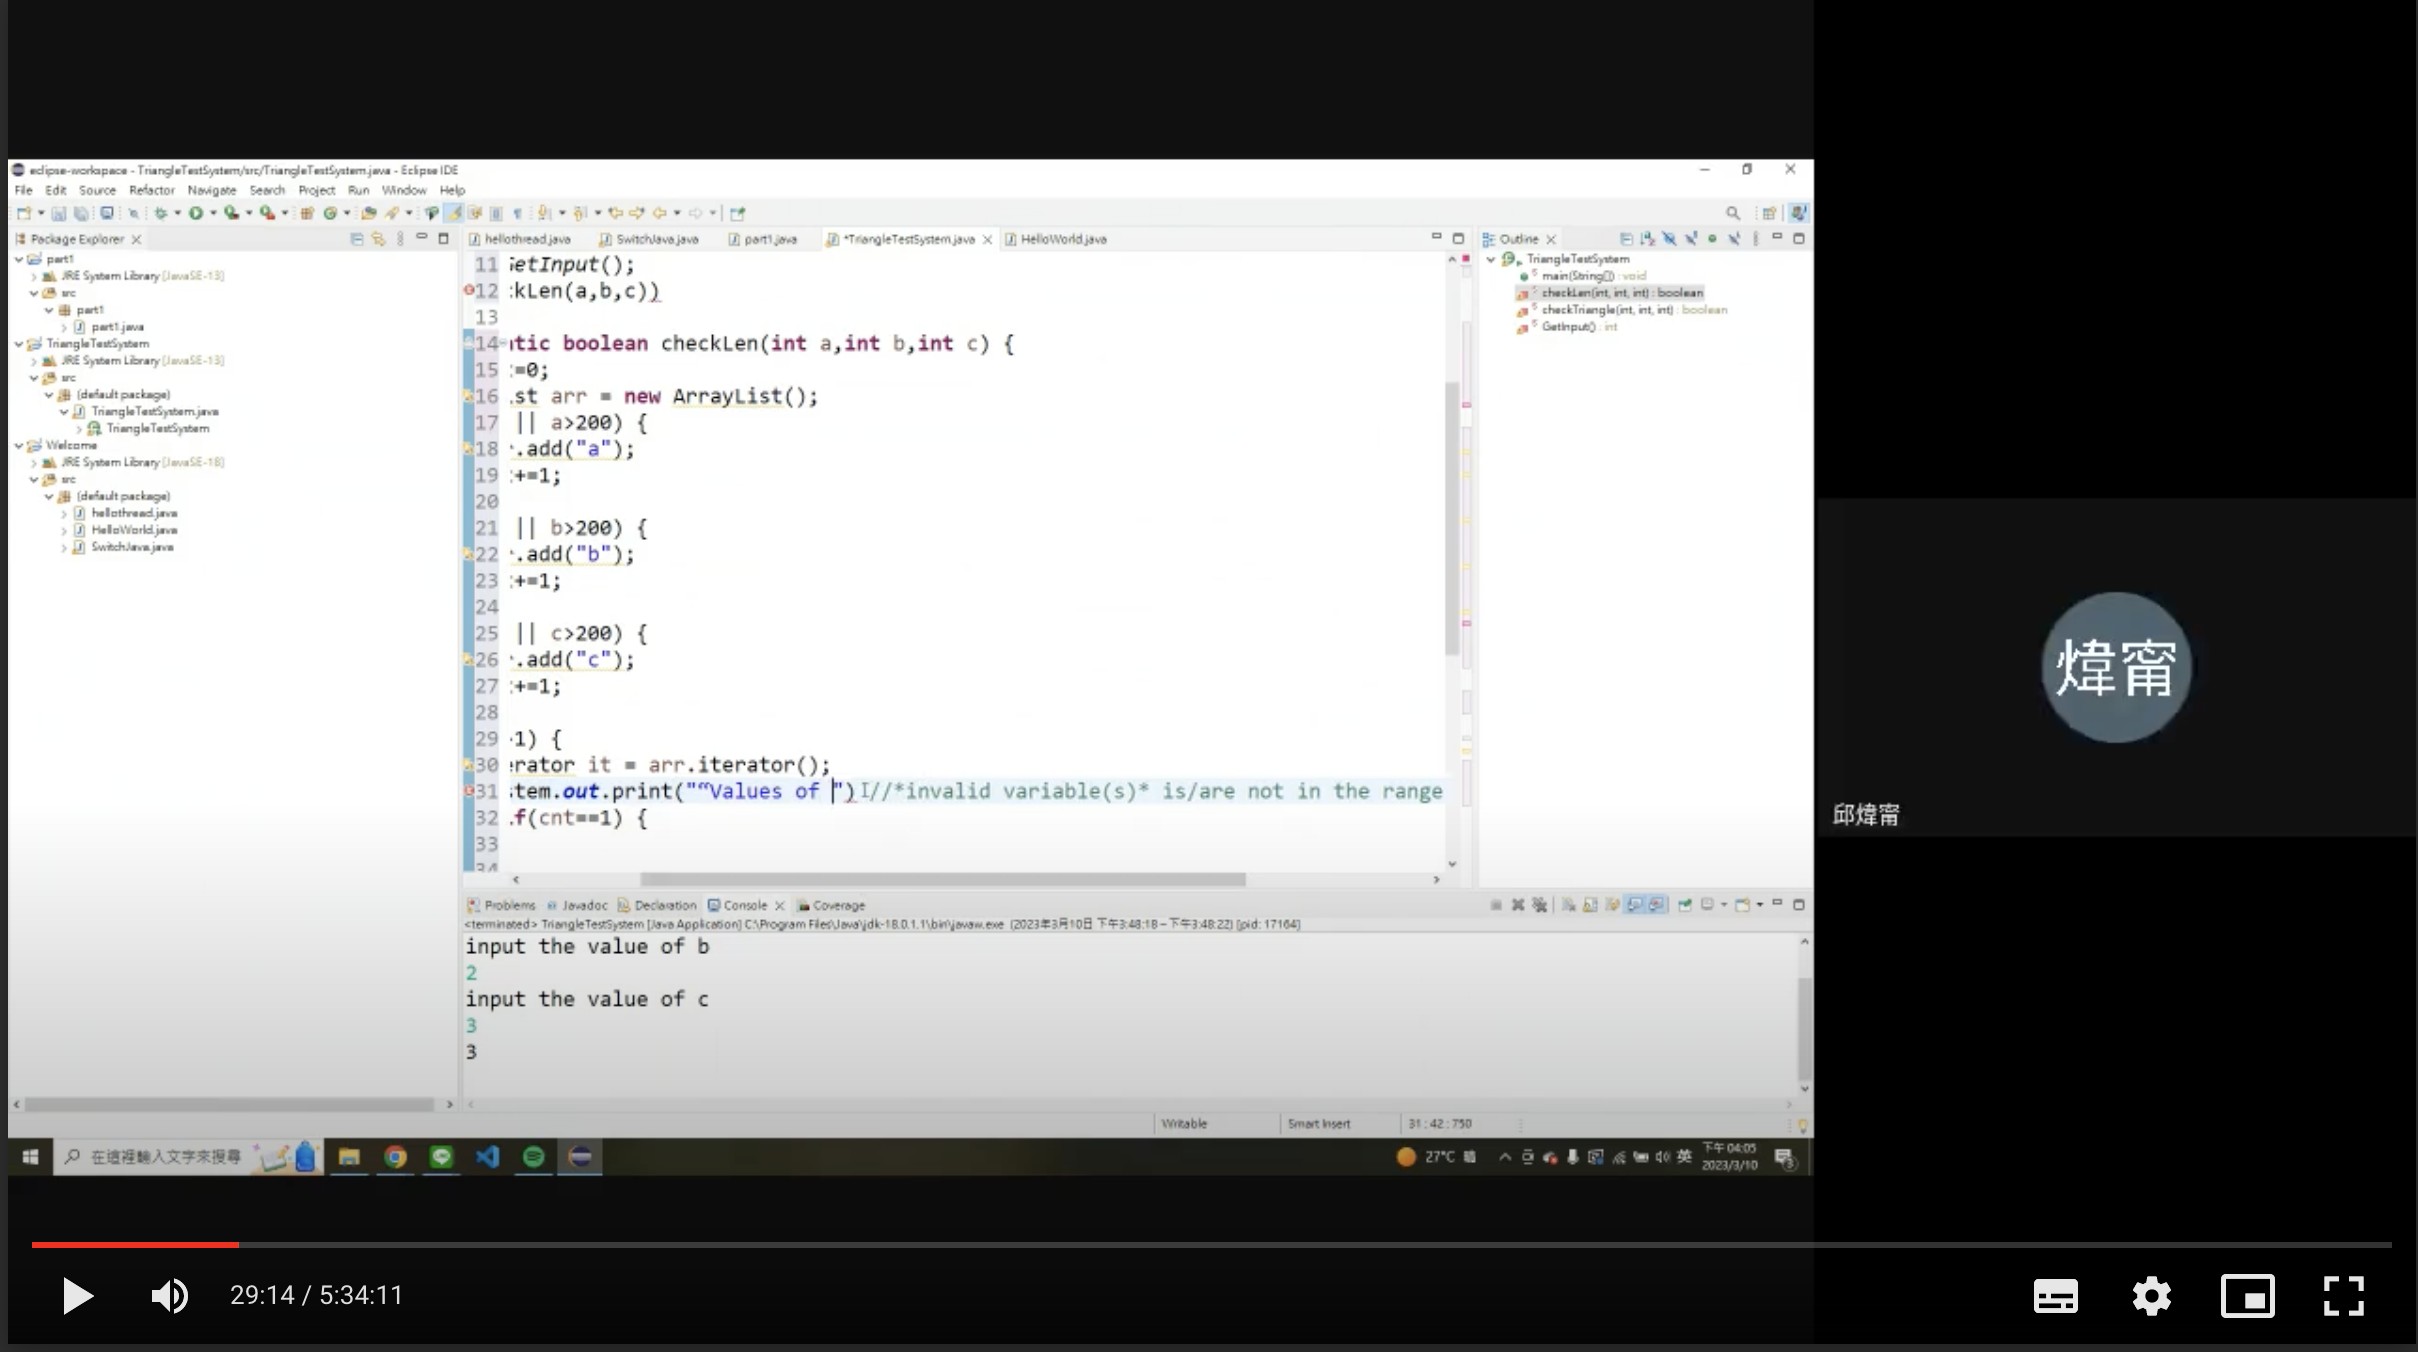 eclipse-workspace - TriangleTestSystem/src/TriangleTestSystem.java - Eclipse IDE
File Edit Source Refactor Navigate Search Project Run Window Help
Package Explorer
part1
JRE System Library [JavaSE-13]
src
part1
part1.java
TriangleTestSystem
JRE System Library [JavaSE-13]
src
(default package)
TriangleTestSystem.java
TriangleTestSystem
Welcome
JRE System Library [JavaSE-18]
src
(default package)
hellothread.java
HelloWorld.java
SwitchJava.java
hellothread.java SwitchJava.java part1.java *TriangleTestSystem.java HelloWorld.java
11 GetInput();
12 kLen(a,b,c))
13
14 tic boolean checkLen(int a,int b,int c) {
15 =0;
16 st arr = new ArrayList();
17 || a>200) {
18 .add("a");
19 +=1;
20
21 || b>200) {
22 .add("b");
23 +=1;
24
25 || c>200) {
26 .add("c");
27 +=1;
28
29 1) {
30 erator it = arr.iterator();
31 tem.out.print("“Values of ") //*invalid variable(s)* is/are not in the range
32 f(cnt==1) {
33
34
Outline
TriangleTestSystem
main(String[]) : void
checkLen(int, int, int) : boolean
checkTriangle(int, int, int) : boolean
GetInput() : int
Problems Javadoc Declaration Console Coverage
<terminated> TriangleTestSystem [Java Application] C:\Program Files\Java\jdk-18.0.1.1\bin\javaw.exe (2023年3月10日 下午3:48:18 – 下午3:48:22) [pid: 17164]
input the value of b
2
input the value of c
3
3
Writable Smart Insert 31 : 42 : 750
在這裡輸入文字來搜尋
27°C 晴
英
下午 04:05
2023/3/10
3
煒甯
邱煒甯
29:14 / 5:34:11